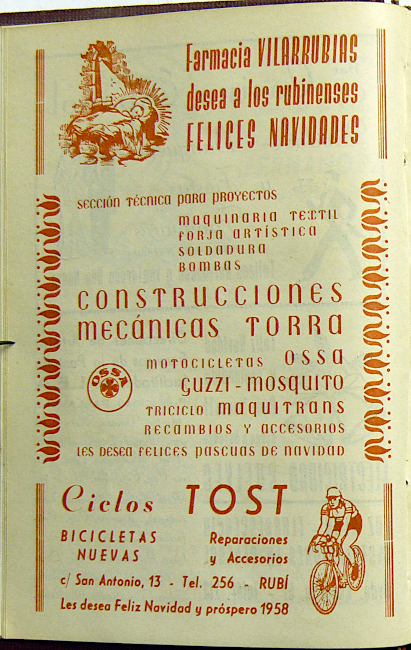 Farmacia VILARRUBIAS
desea a los rubinenses
FELICES NAVIDADES
SECCIÓN TÉCNICA PARA PROYECTOS
MAQUINARIA TEXTIL
FORJA ARTÍSTICA
SOLDADURA
BOMBAS
CONSTRUCCIONES
MECÁNICAS TORRA
MOTOCICLETAS OSSA
OSSA
GUZZI - MOSQUITO
TRICICLO MAQUITRANS
RECAMBIOS Y ACCESORIOS
LES DESEA FELICES PASCUAS DE NAVIDAD
Ciclos TOST
BICICLETAS NUEVAS
Reparaciones y Accesorios
c/ San Antonio, 13 - Tel. 256 - RUBÍ
Les desea Feliz Navidad y próspero 1958